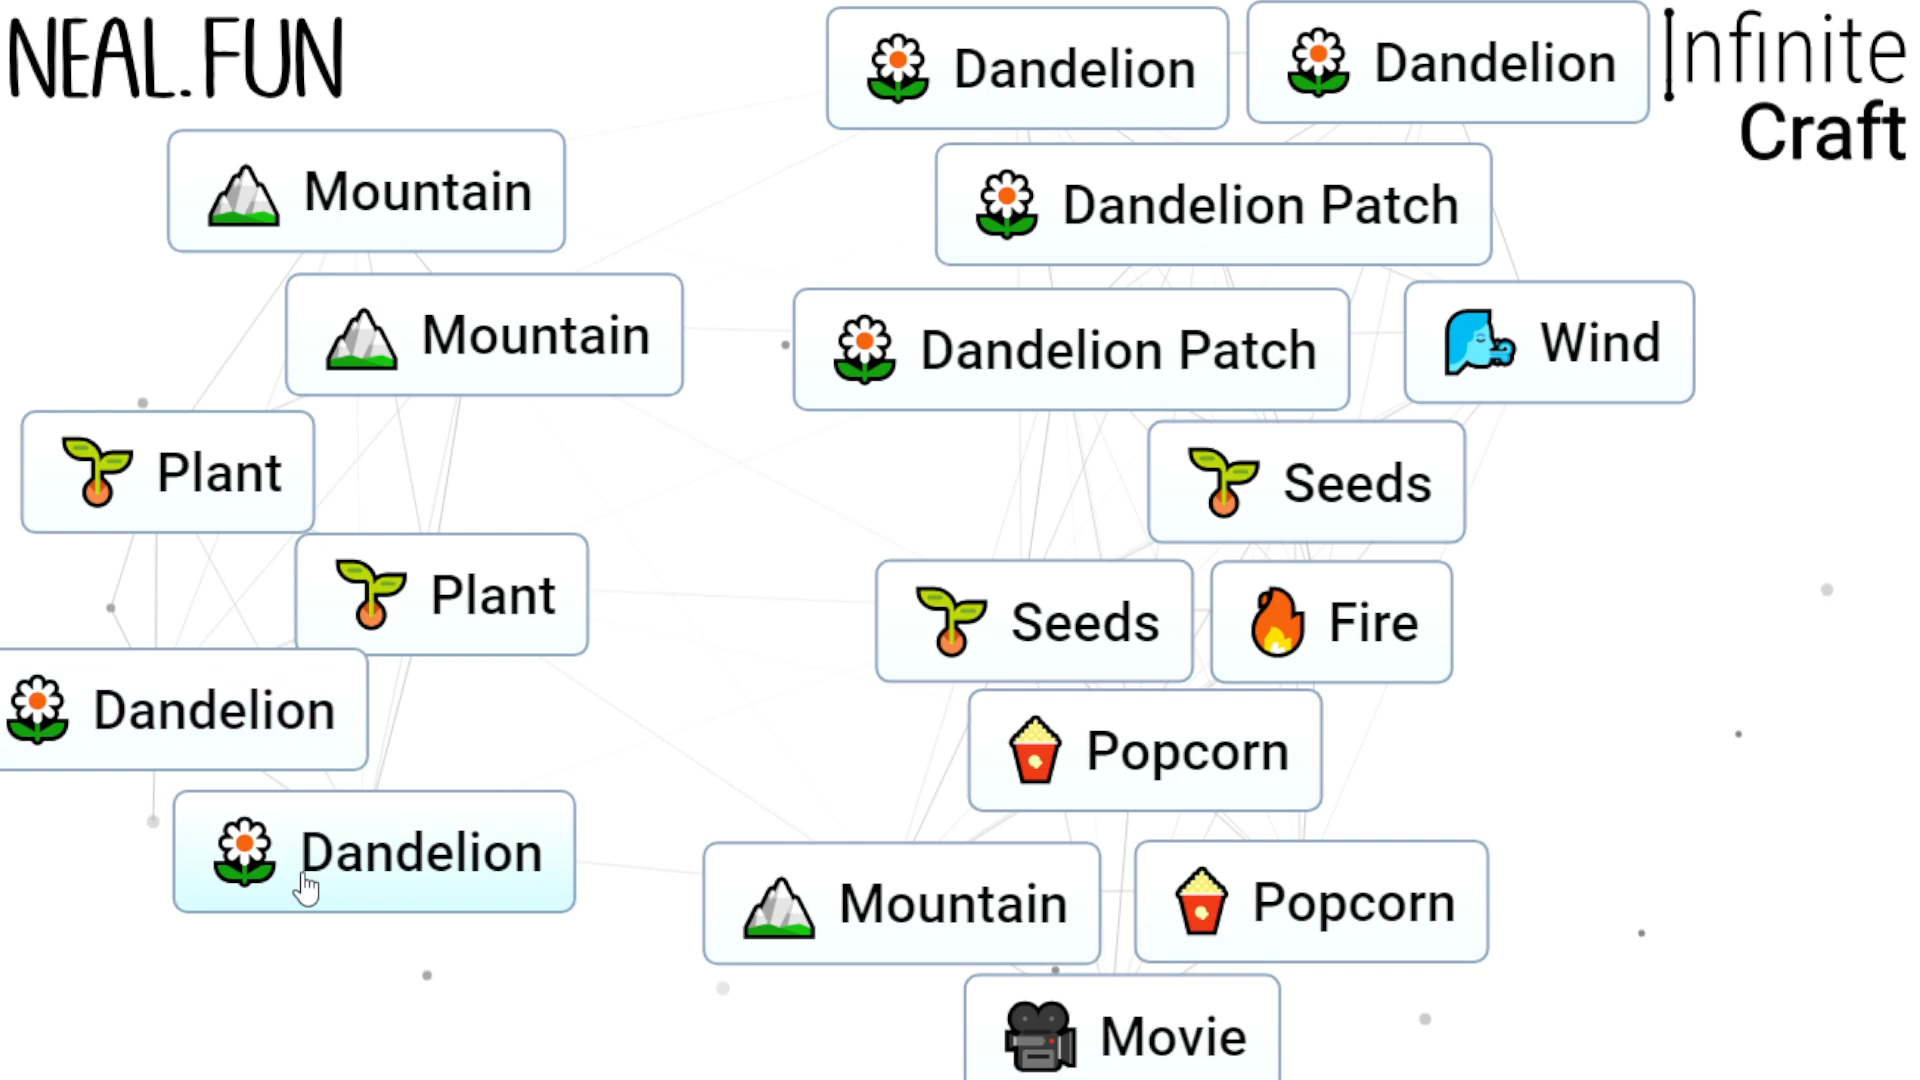 NEAL.FUN
Infinite
Craft
Dandelion
Dandelion
Dandelion Patch
Mountain
Mountain
Dandelion Patch
Wind
Plant
Seeds
Plant
Seeds
Fire
Dandelion
Popcorn
Dandelion
Mountain
Popcorn
Movie